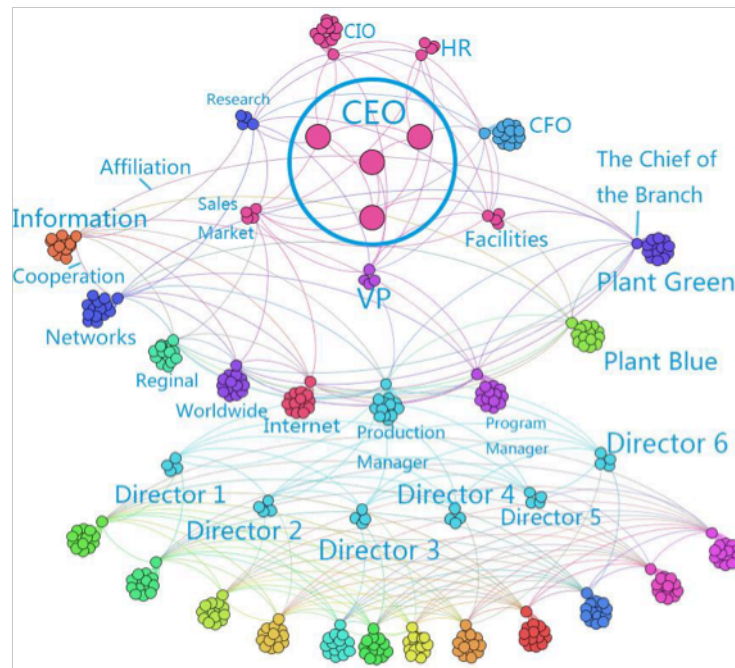 CIO
HR
Research
CEO
CFO
Affiliation
The Chief of
the Branch
Information
Sales
Market
Facilities
Cooperation
VP
Plant Green
Networks
Reginal
Plant Blue
Worldwide
Internet
Production
Manager
Program
Manager
Director 6
Director 1
Director 2
Director 3
Director 4
Director 5